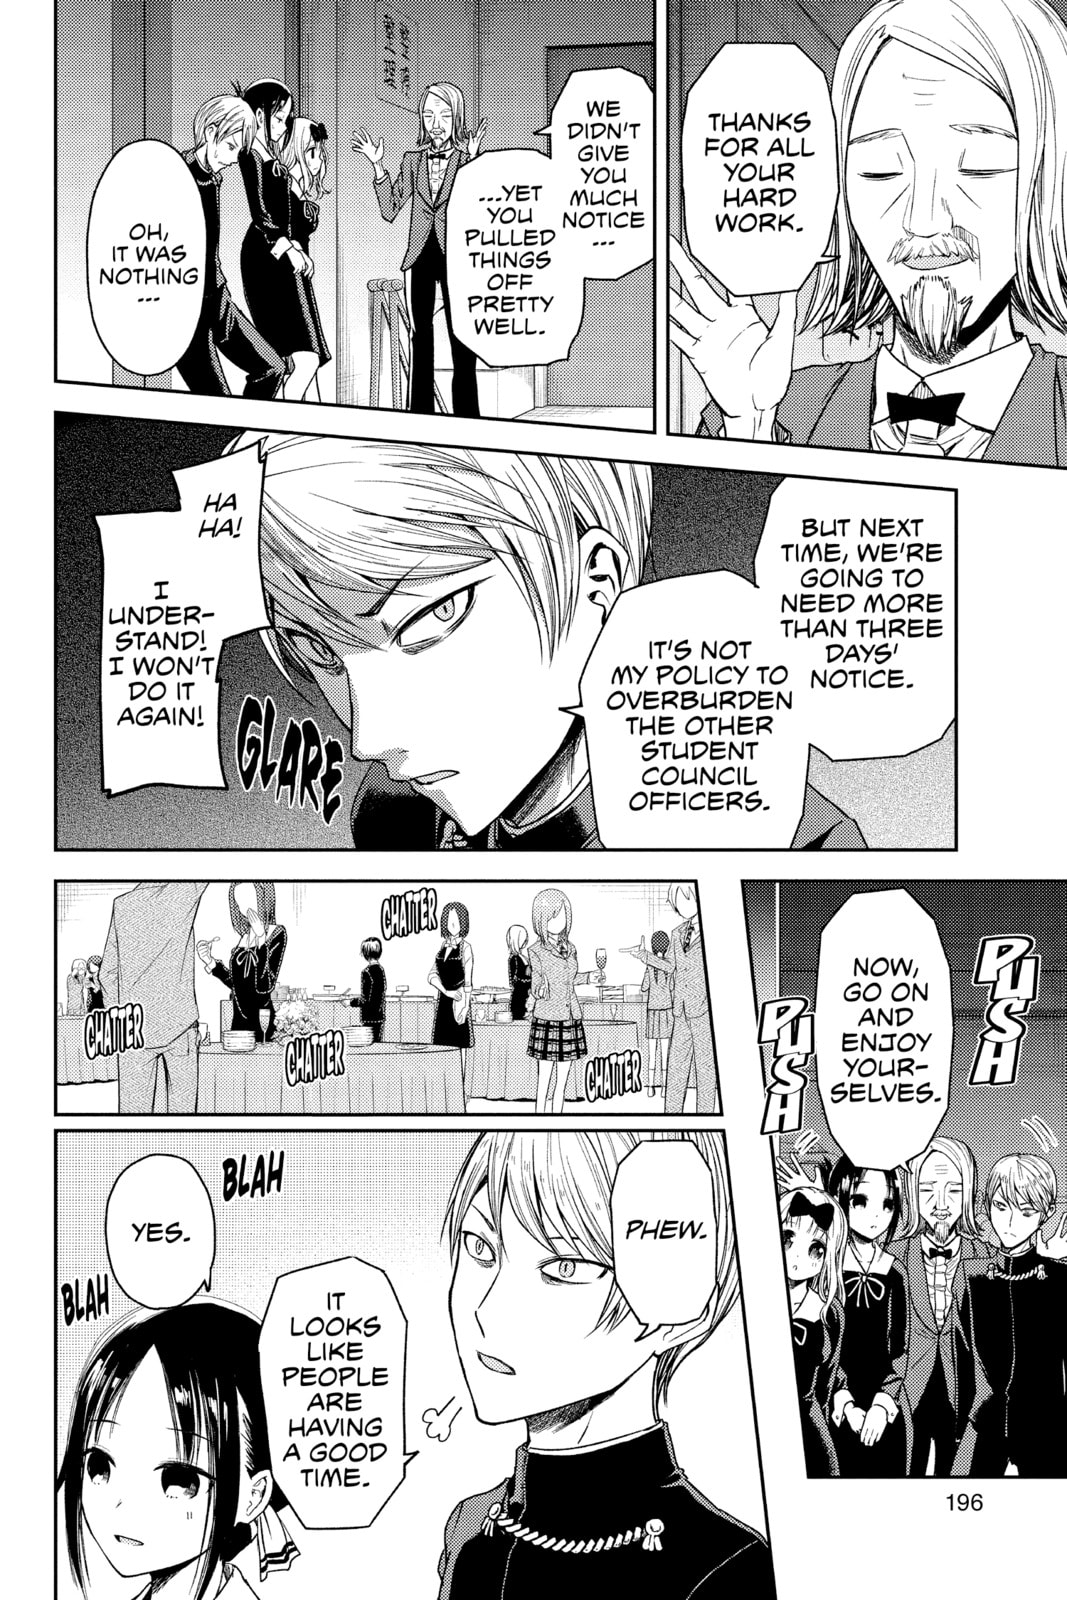 THANKS
FOR ALL
YOUR
HARD
WORK.
WE
DIDN'T
GIVE
YOU
MUCH
NOTICE
...
...YET
YOU
PULLED
THINGS
OFF
PRETTY
WELL.
OH,
IT WAS
NOTHING
...
BUT NEXT
TIME, WE'RE
GOING TO
NEED MORE
THAN THREE
DAYS'
NOTICE.
IT'S NOT
MY POLICY TO
OVERBURDEN
THE OTHER
STUDENT
COUNCIL
OFFICERS.
GLARE
HA
HA!
I
UNDER-
STAND!
I WON'T
DO IT
AGAIN!
NOW,
GO ON
AND
ENJOY
YOUR-
SELVES.
PUSH
PUSH
CHATTER
CHATTER
CHATTER
CHATTER
PHEW.
IT
LOOKS
LIKE
PEOPLE
ARE
HAVING
A GOOD
TIME.
BLAH
YES.
BLAH
196